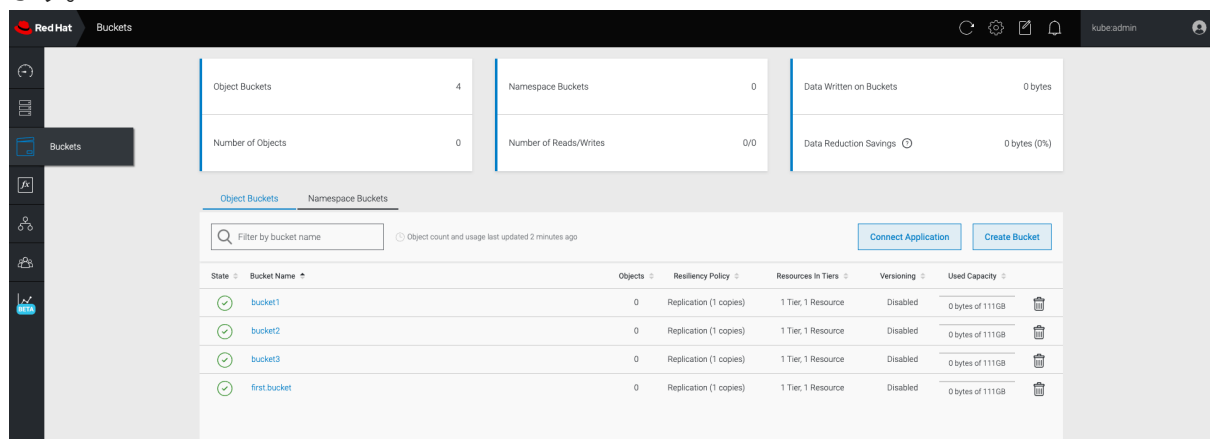 Red Hat Buckets kube:admin
Object Buckets 4 Namespace Buckets 0 Data Written on Buckets 0 bytes
Buckets
Number of Objects 0 Number of Reads/Writes 0/0 Data Reduction Savings 0 bytes (0%)
fx
Object Buckets Namespace Buckets
Filter by bucket name Object count and usage last updated 2 minutes ago Connect Application Create Bucket
State Bucket Name Objects Resiliency Policy Resources In Tiers Versioning Used Capacity
BETA
bucket1 0 Replication (1 copies) 1 Tier, 1 Resource Disabled 0 bytes of 111GB
bucket2 0 Replication (1 copies) 1 Tier, 1 Resource Disabled 0 bytes of 111GB
bucket3 0 Replication (1 copies) 1 Tier, 1 Resource Disabled 0 bytes of 111GB
first.bucket 0 Replication (1 copies) 1 Tier, 1 Resource Disabled 0 bytes of 111GB